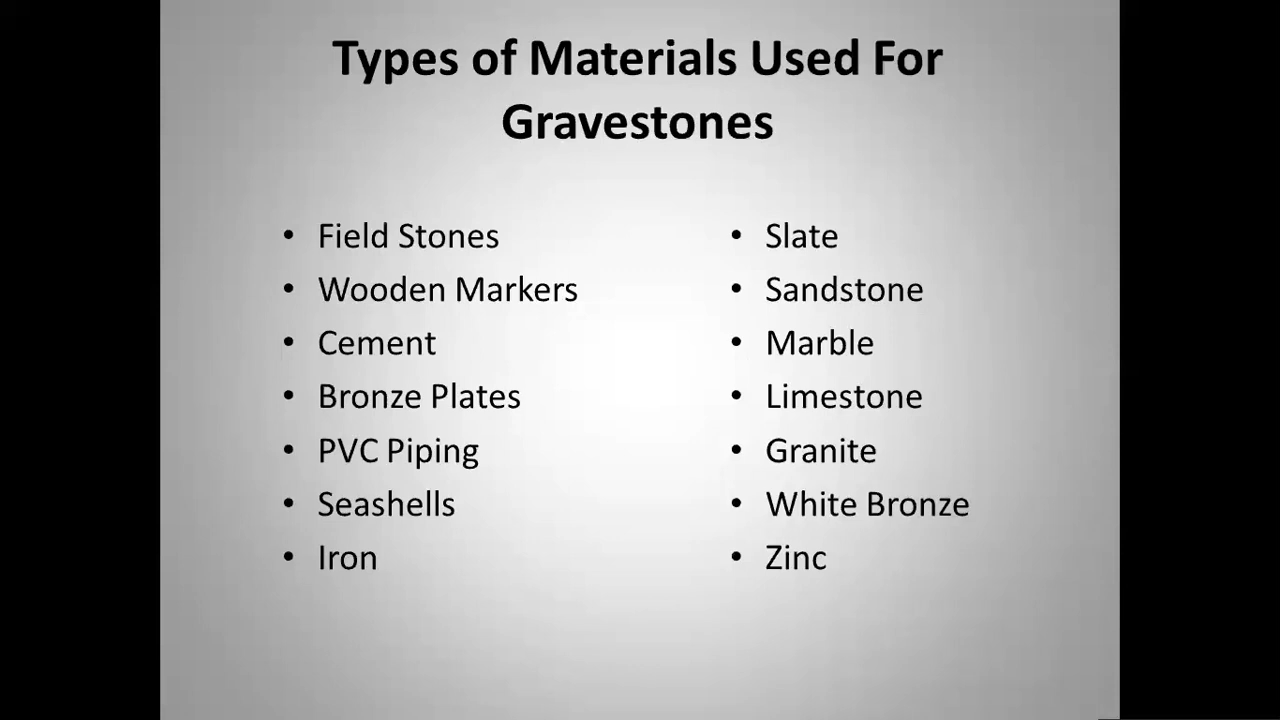 Types of Materials Used For
Gravestones
• Field Stones
• Wooden Markers
• Cement
• Bronze Plates
• PVC Piping
• Seashells
• Iron
• Slate
• Sandstone
• Marble
• Limestone
• Granite
• White Bronze
• Zinc